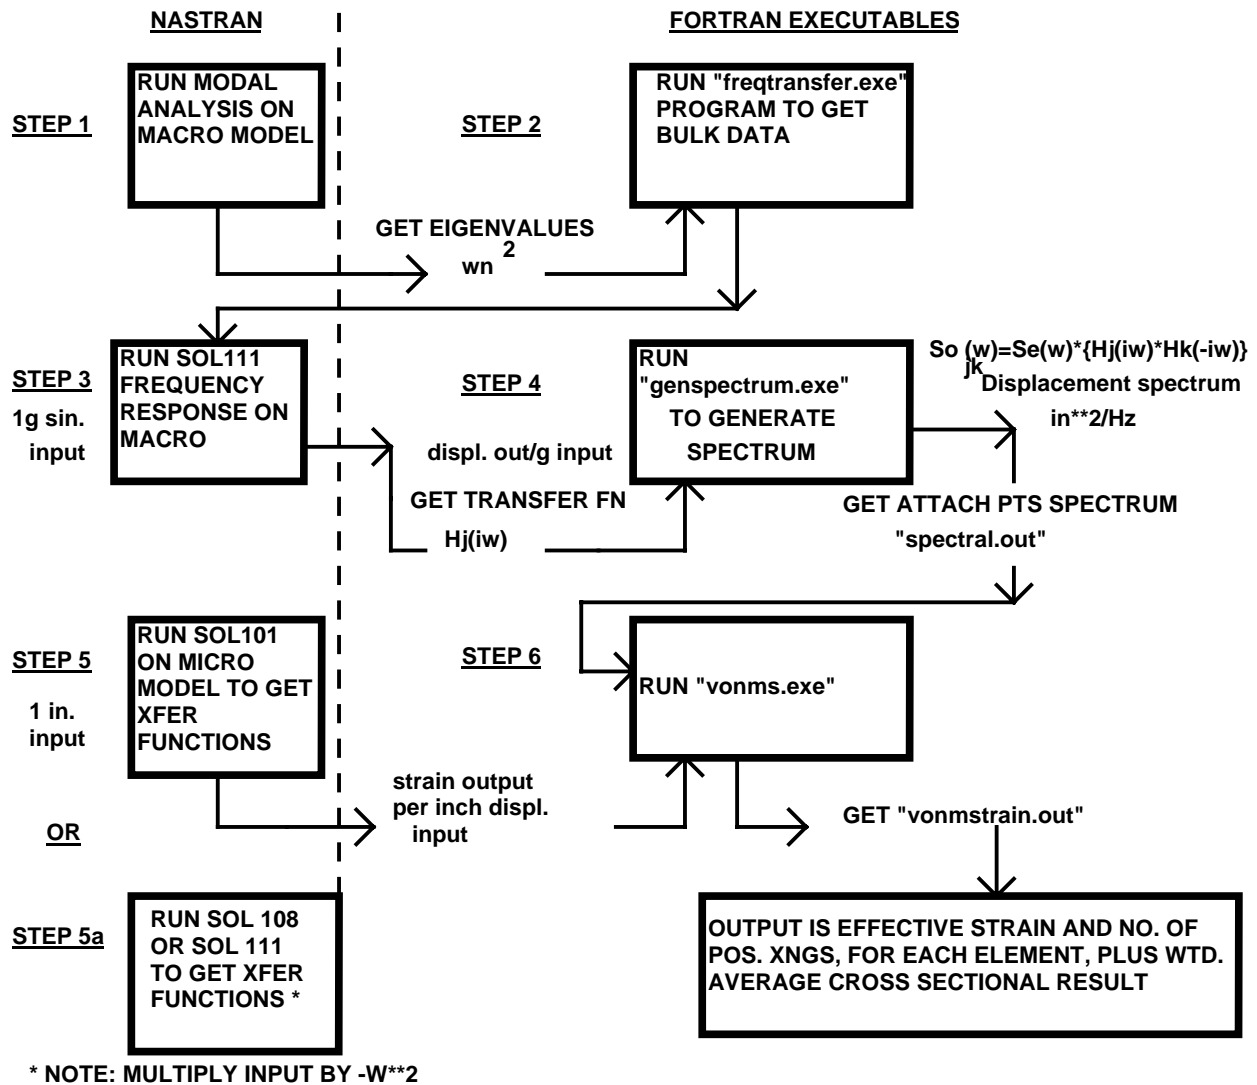 NASTRAN
FORTRAN EXECUTABLES
STEP 1
RUN MODAL
ANALYSIS ON
MACRO MODEL
STEP 2
RUN "freqtransfer.exe"
PROGRAM TO GET
BULK DATA
GET EIGENVALUES
wn 2
STEP 3
1g sin.
input
RUN SOL111
FREQUENCY
RESPONSE ON
MACRO
STEP 4
displ. out/g input
GET TRANSFER FN
Hj(iw)
RUN
"genspectrum.exe"
TO GENERATE
SPECTRUM
So (w)=Se(w)*{Hj(iw)*Hk(-iw)}
jk
Displacement spectrum
in**2/Hz
GET ATTACH PTS SPECTRUM
"spectral.out"
STEP 5
1 in.
input
RUN SOL101
ON MICRO
MODEL TO GET
XFER
FUNCTIONS
STEP 6
RUN "vonms.exe"
strain output
per inch displ.
input
GET "vonmstrain.out"
OR
STEP 5a
RUN SOL 108
OR SOL 111
TO GET XFER
FUNCTIONS *
OUTPUT IS EFFECTIVE STRAIN AND NO. OF
POS. XNGS, FOR EACH ELEMENT, PLUS WTD.
AVERAGE CROSS SECTIONAL RESULT
* NOTE: MULTIPLY INPUT BY -W**2